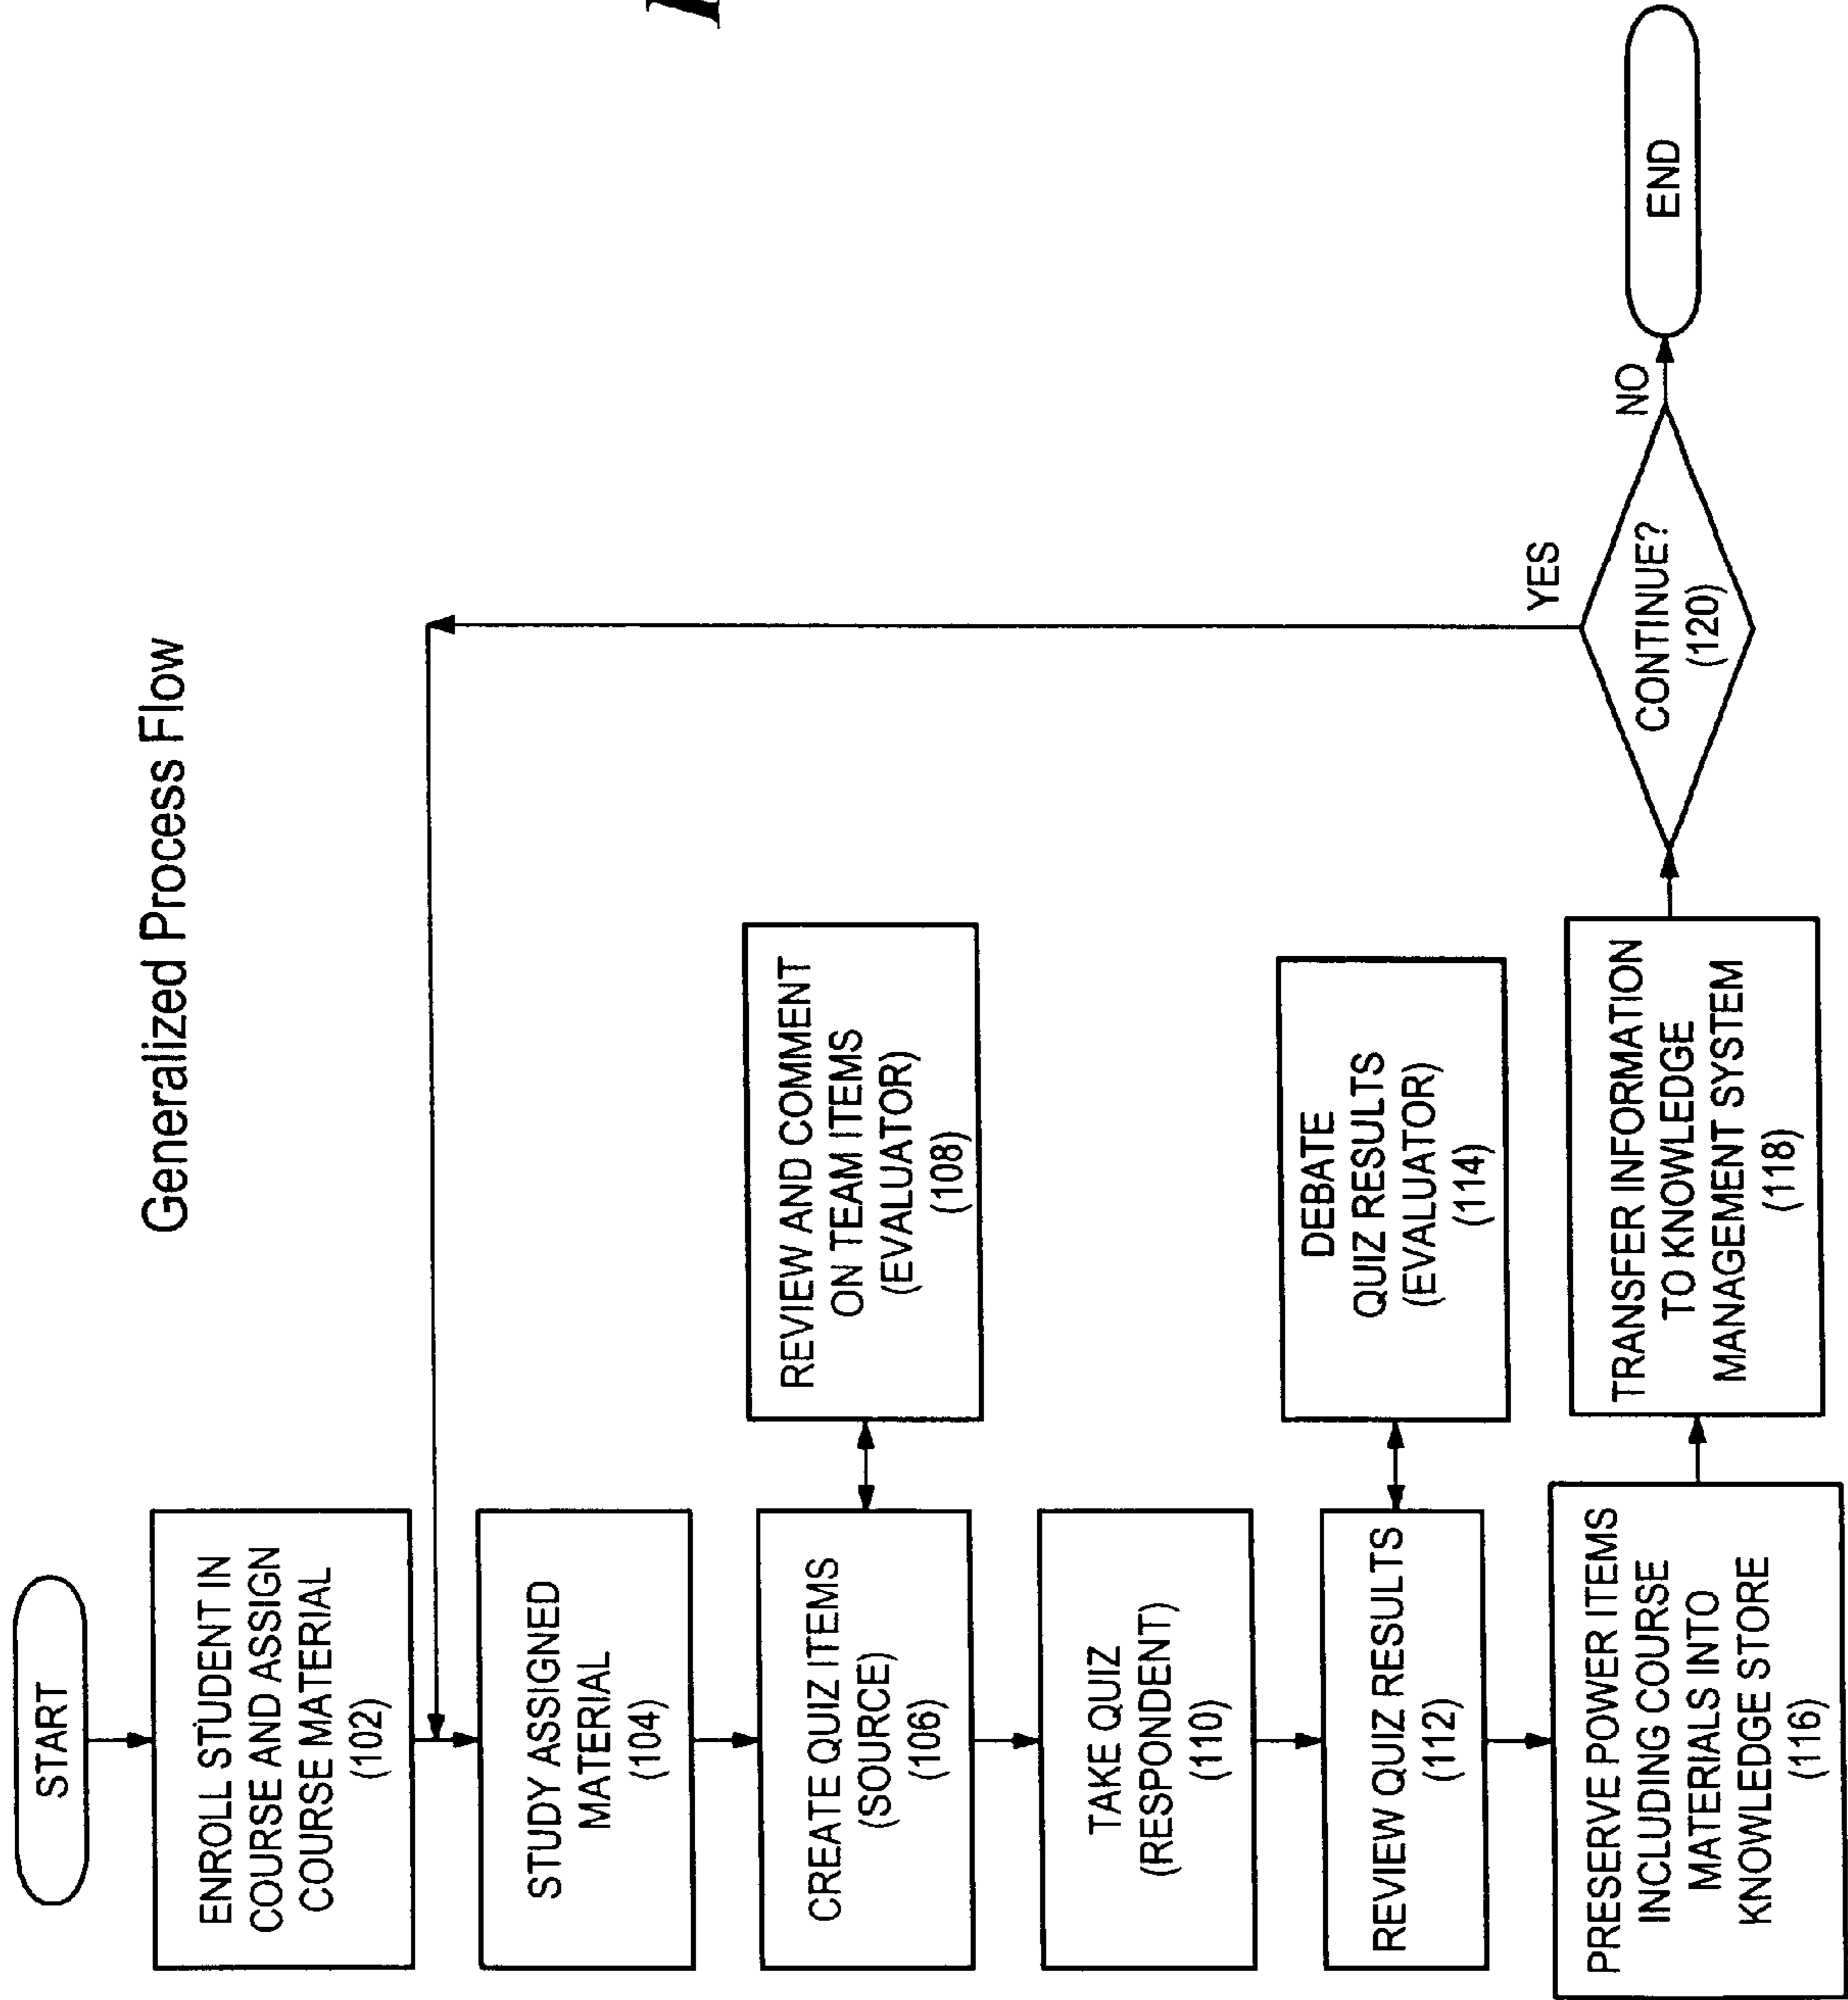 Generalized Process Flow
START
ENROLL STUDENT IN
COURSE AND ASSIGN
COURSE MATERIAL
(102)
STUDY ASSIGNED
MATERIAL
(104)
CREATE QUIZ ITEMS
(SOURCE)
(106)
REVIEW AND COMMENT
ON TEAM ITEMS
(EVALUATOR)
(108)
TAKE QUIZ
(RESPONDENT)
(110)
REVIEW QUIZ RESULTS
(112)
DEBATE
QUIZ RESULTS
(EVALUATOR)
(114)
PRESERVE POWER ITEMS
INCLUDING COURSE
MATERIALS INTO
KNOWLEDGE STORE
(116)
TRANSFER INFORMATION
TO KNOWLEDGE
MANAGEMENT SYSTEM
(118)
CONTINUE?
(120)
YES
NO
END